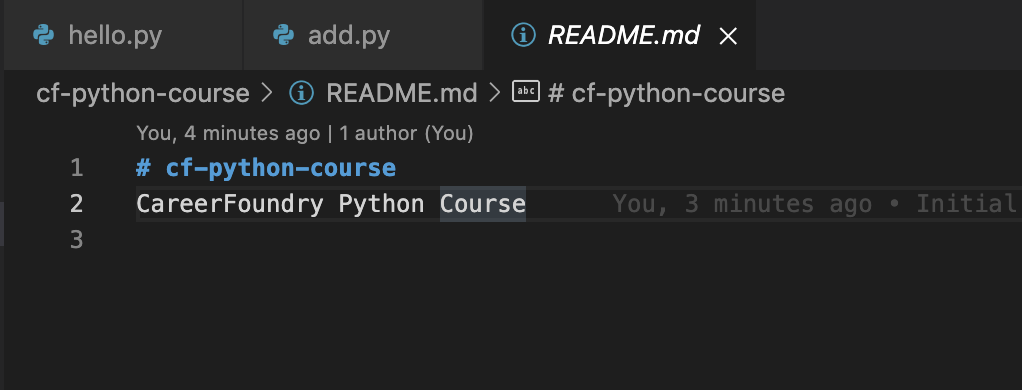 hello.py add.py README.md
cf-python-course > README.md > abc # cf-python-course
You, 4 minutes ago | 1 author (You)
1 # cf-python-course
2 CareerFoundry Python Course You, 3 minutes ago • Initial
3